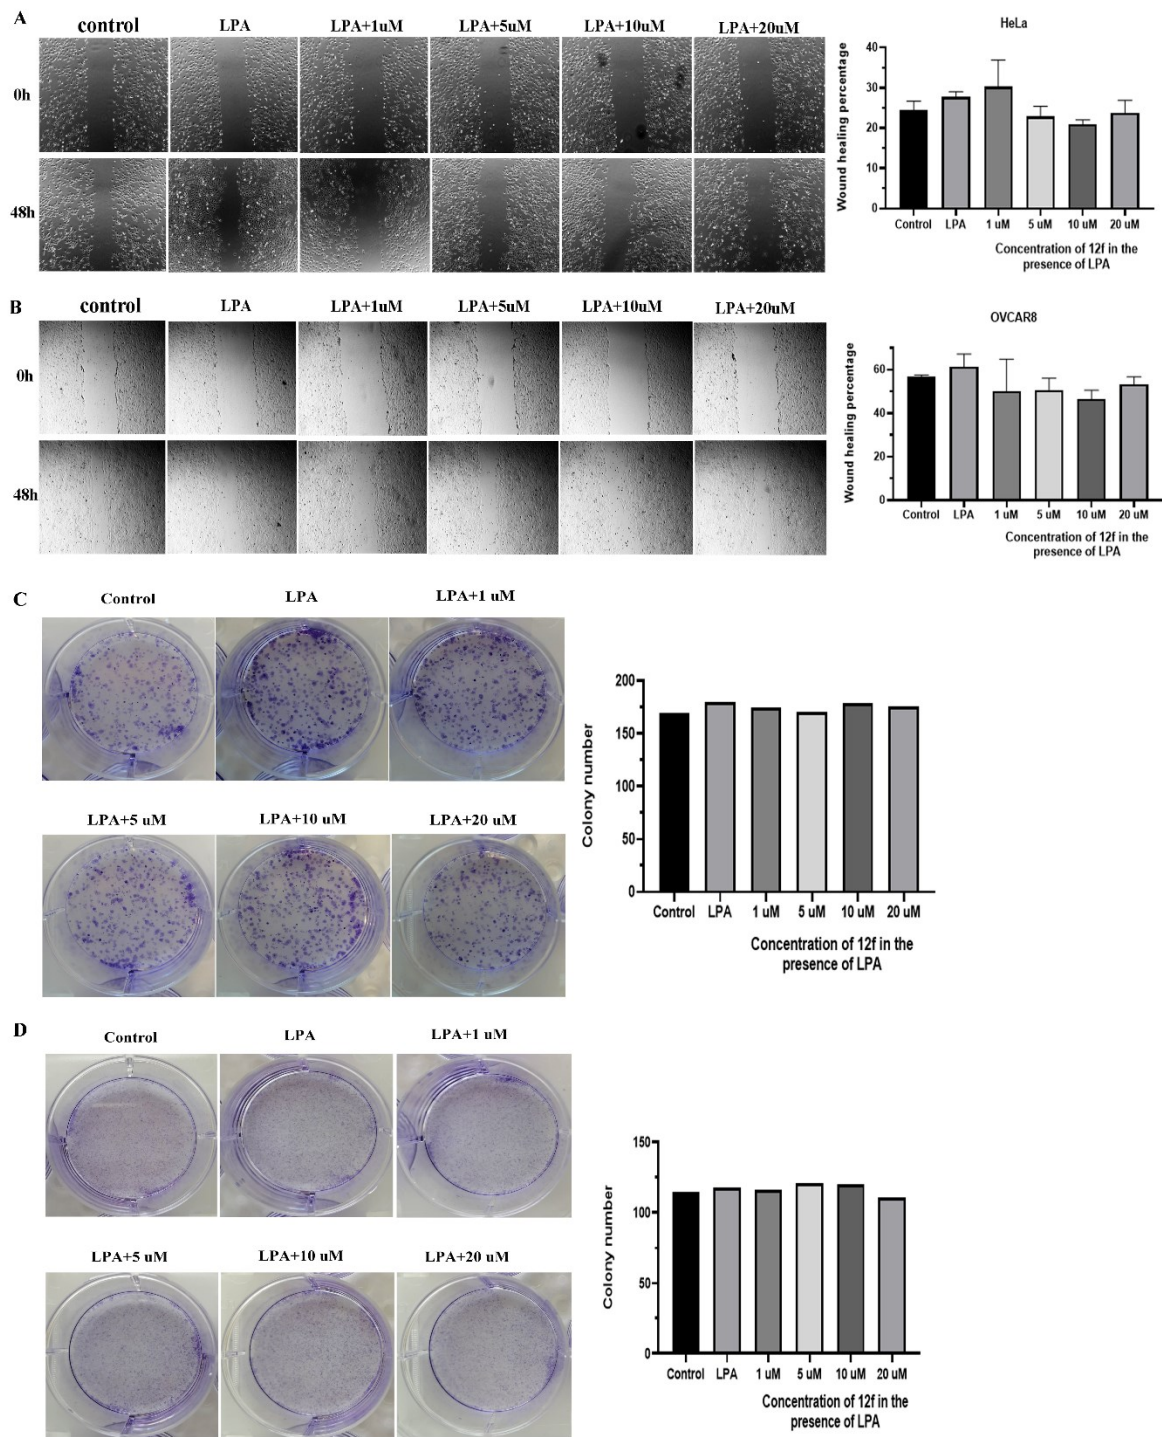 A
control LPA LPA+1uM LPA+5uM LPA+10uM LPA+20uM
0h
48h
HeLa
Wound healing percentage
40
30
20
10
0
Control LPA 1 uM 5 uM 10 uM 20 uM
Concentration of 12f in the
presence of LPA
B
control LPA LPA+1uM LPA+5uM LPA+10uM LPA+20uM
0h
48h
OVCAR8
Wound healing percentage
60
40
20
0
Control LPA 1 uM 5 uM 10 uM 20 uM
Concentration of 12f in the
presence of LPA
C
Control LPA LPA+1 uM
LPA+5 uM LPA+10 uM LPA+20 uM
Colony number
200
150
100
50
0
Control LPA 1 uM 5 uM 10 uM 20 uM
Concentration of 12f in the
presence of LPA
D
Control LPA LPA+1 uM
LPA+5 uM LPA+10 uM LPA+20 uM
Colony number
150
100
50
0
Control LPA 1 uM 5 uM 10 uM 20 uM
Concentration of 12f in the
presence of LPA